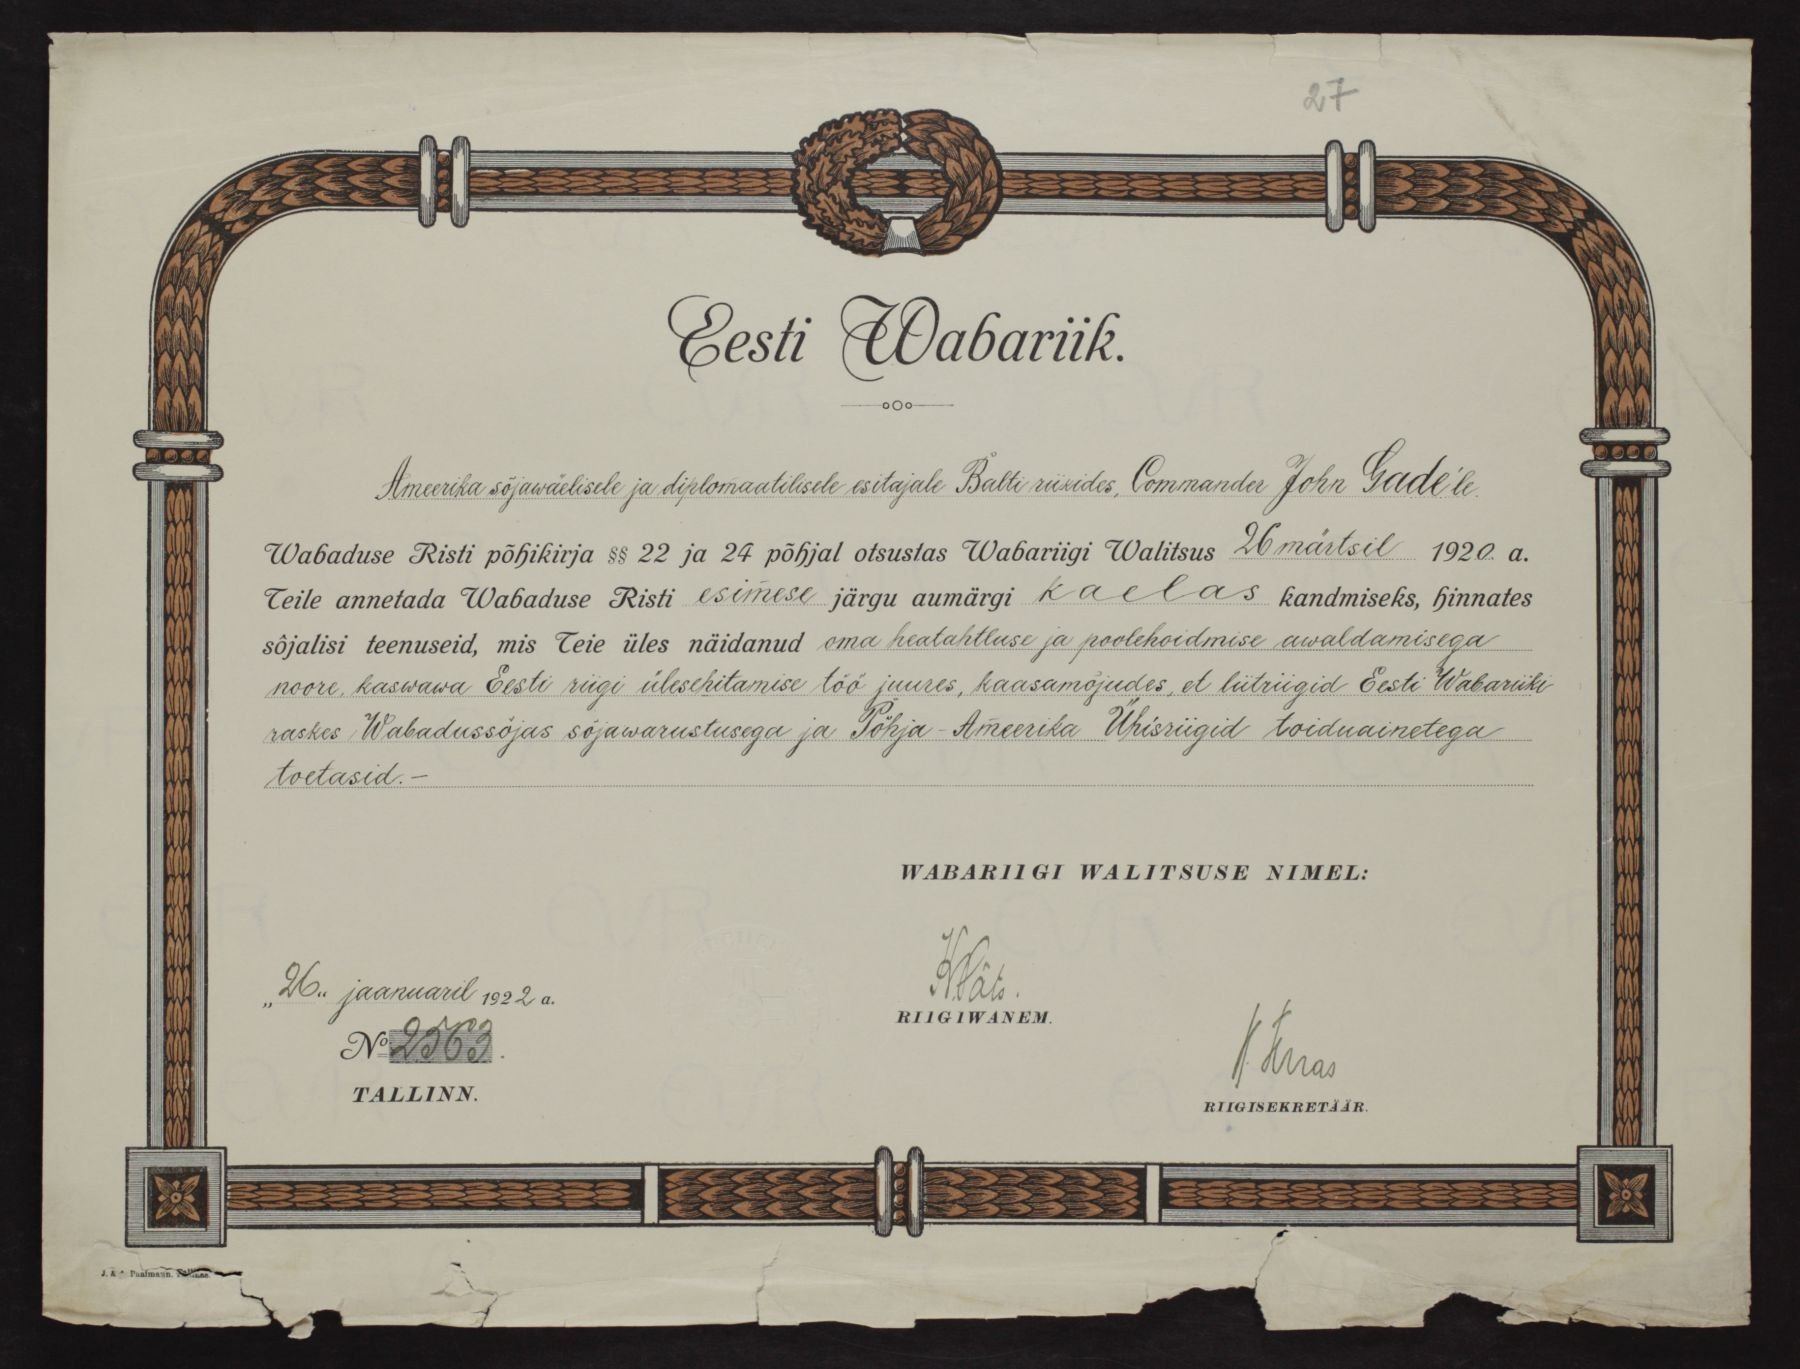 27
Eesti Wabariik.
Ameerika sõjawäelisele ja diplomaatilisele esitajale Balti riikides, Commander John Gade'le.
Wabaduse Risti põhikirja §§ 22 ja 24 põhjal otsustas Wabariigi Walitsus 26 märtsil 1920. a.
Teile annetada Wabaduse Risti esimese järgu aumärgi kaelas kandmiseks, hinnates
sõjalisi teenuseid, mis Teie üles näidanud oma heatahtluse ja poolehoidmise awaldamisega
noore, kaswawa Eesti riigi ülesehitamise töö juures, kaasamõjudes, et liitriigid Eesti Wabariiki
raskes Wabadussõjas sõjawarustusega ja Põhja-Ameerika Ühisriigid toiduainetega
toetasid.-
WABARIIGI WALITSUSE NIMEL:
„26" jaanuaril 1922 a.
K Päts.
RIIGIWANEM.
No 2563.
K. Terras
TALLINN.
RIIGISEKRETÄÄR.
J. & Paalmann.